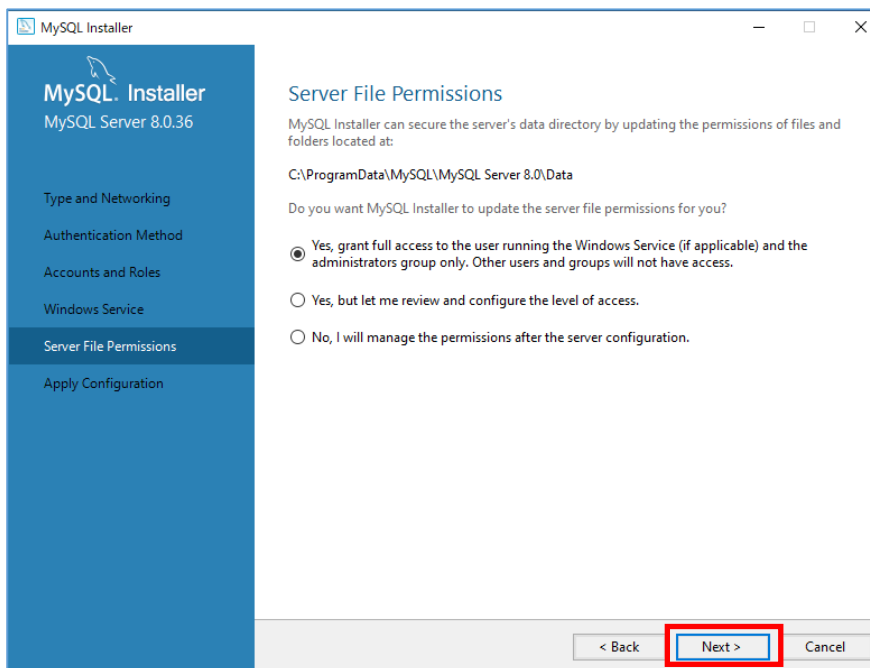 MySQL Installer
MySQL. Installer
MySQL Server 8.0.36
Type and Networking
Authentication Method
Accounts and Roles
Windows Service
Server File Permissions
Apply Configuration
Server File Permissions
MySQL Installer can secure the server's data directory by updating the permissions of files and
folders located at:
C:\ProgramData\MySQL\MySQL Server 8.0\Data
Do you want MySQL Installer to update the server file permissions for you?
Yes, grant full access to the user running the Windows Service (if applicable) and the
administrators group only. Other users and groups will not have access.
Yes, but let me review and configure the level of access.
No, I will manage the permissions after the server configuration.
< Back
Next >
Cancel